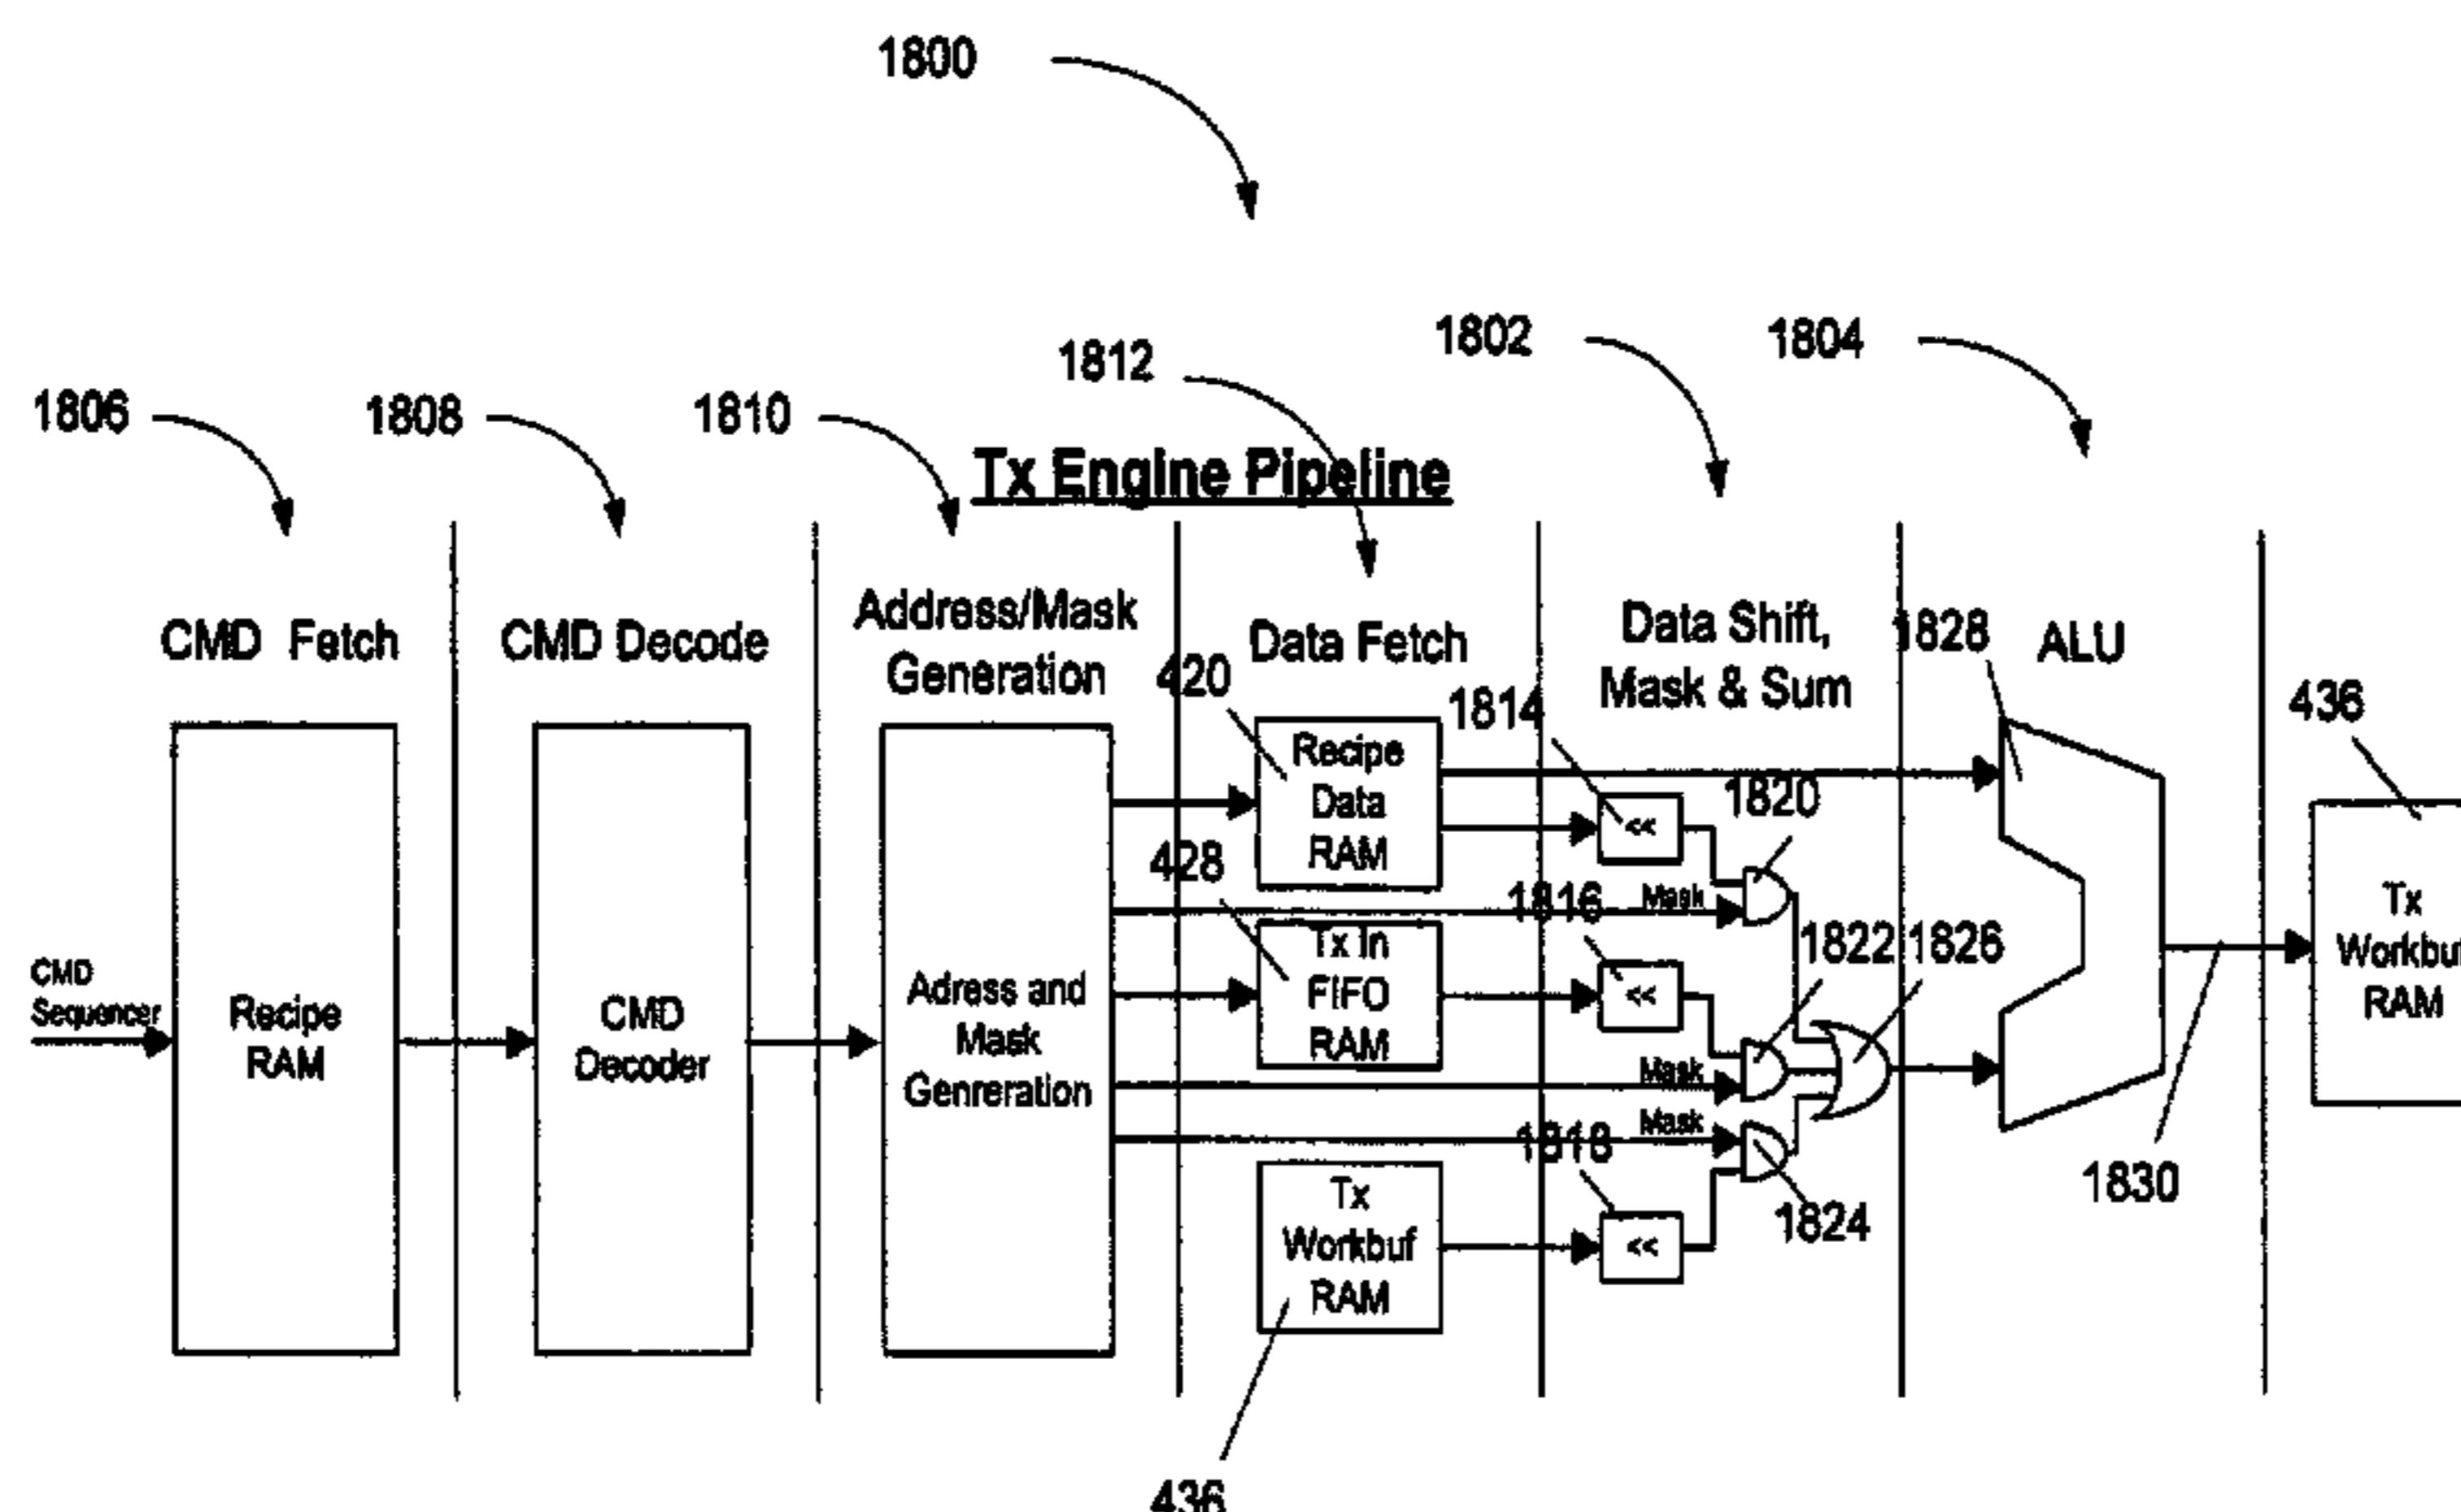 1800
1802
1804
1812
1806
1808
1810
Tx Engine Pipeline
CMD Fetch
CMD Decode
Address/Mask
Generation
Data Fetch
Data Shift,
Mask & Sum
ALU
1828
420
1814
436
Recipe
Data
RAM
<<
1820
428
1816
Mask
Tx In
FIFO
RAM
<<
1822
1826
CMD
Sequencer
Recipe
RAM
CMD
Decoder
Adress and
Mask
Genreration
Mask
Mask
1818
Tx
Workbuf
RAM
<<
1824
1830
Tx
Workbuf
RAM
436